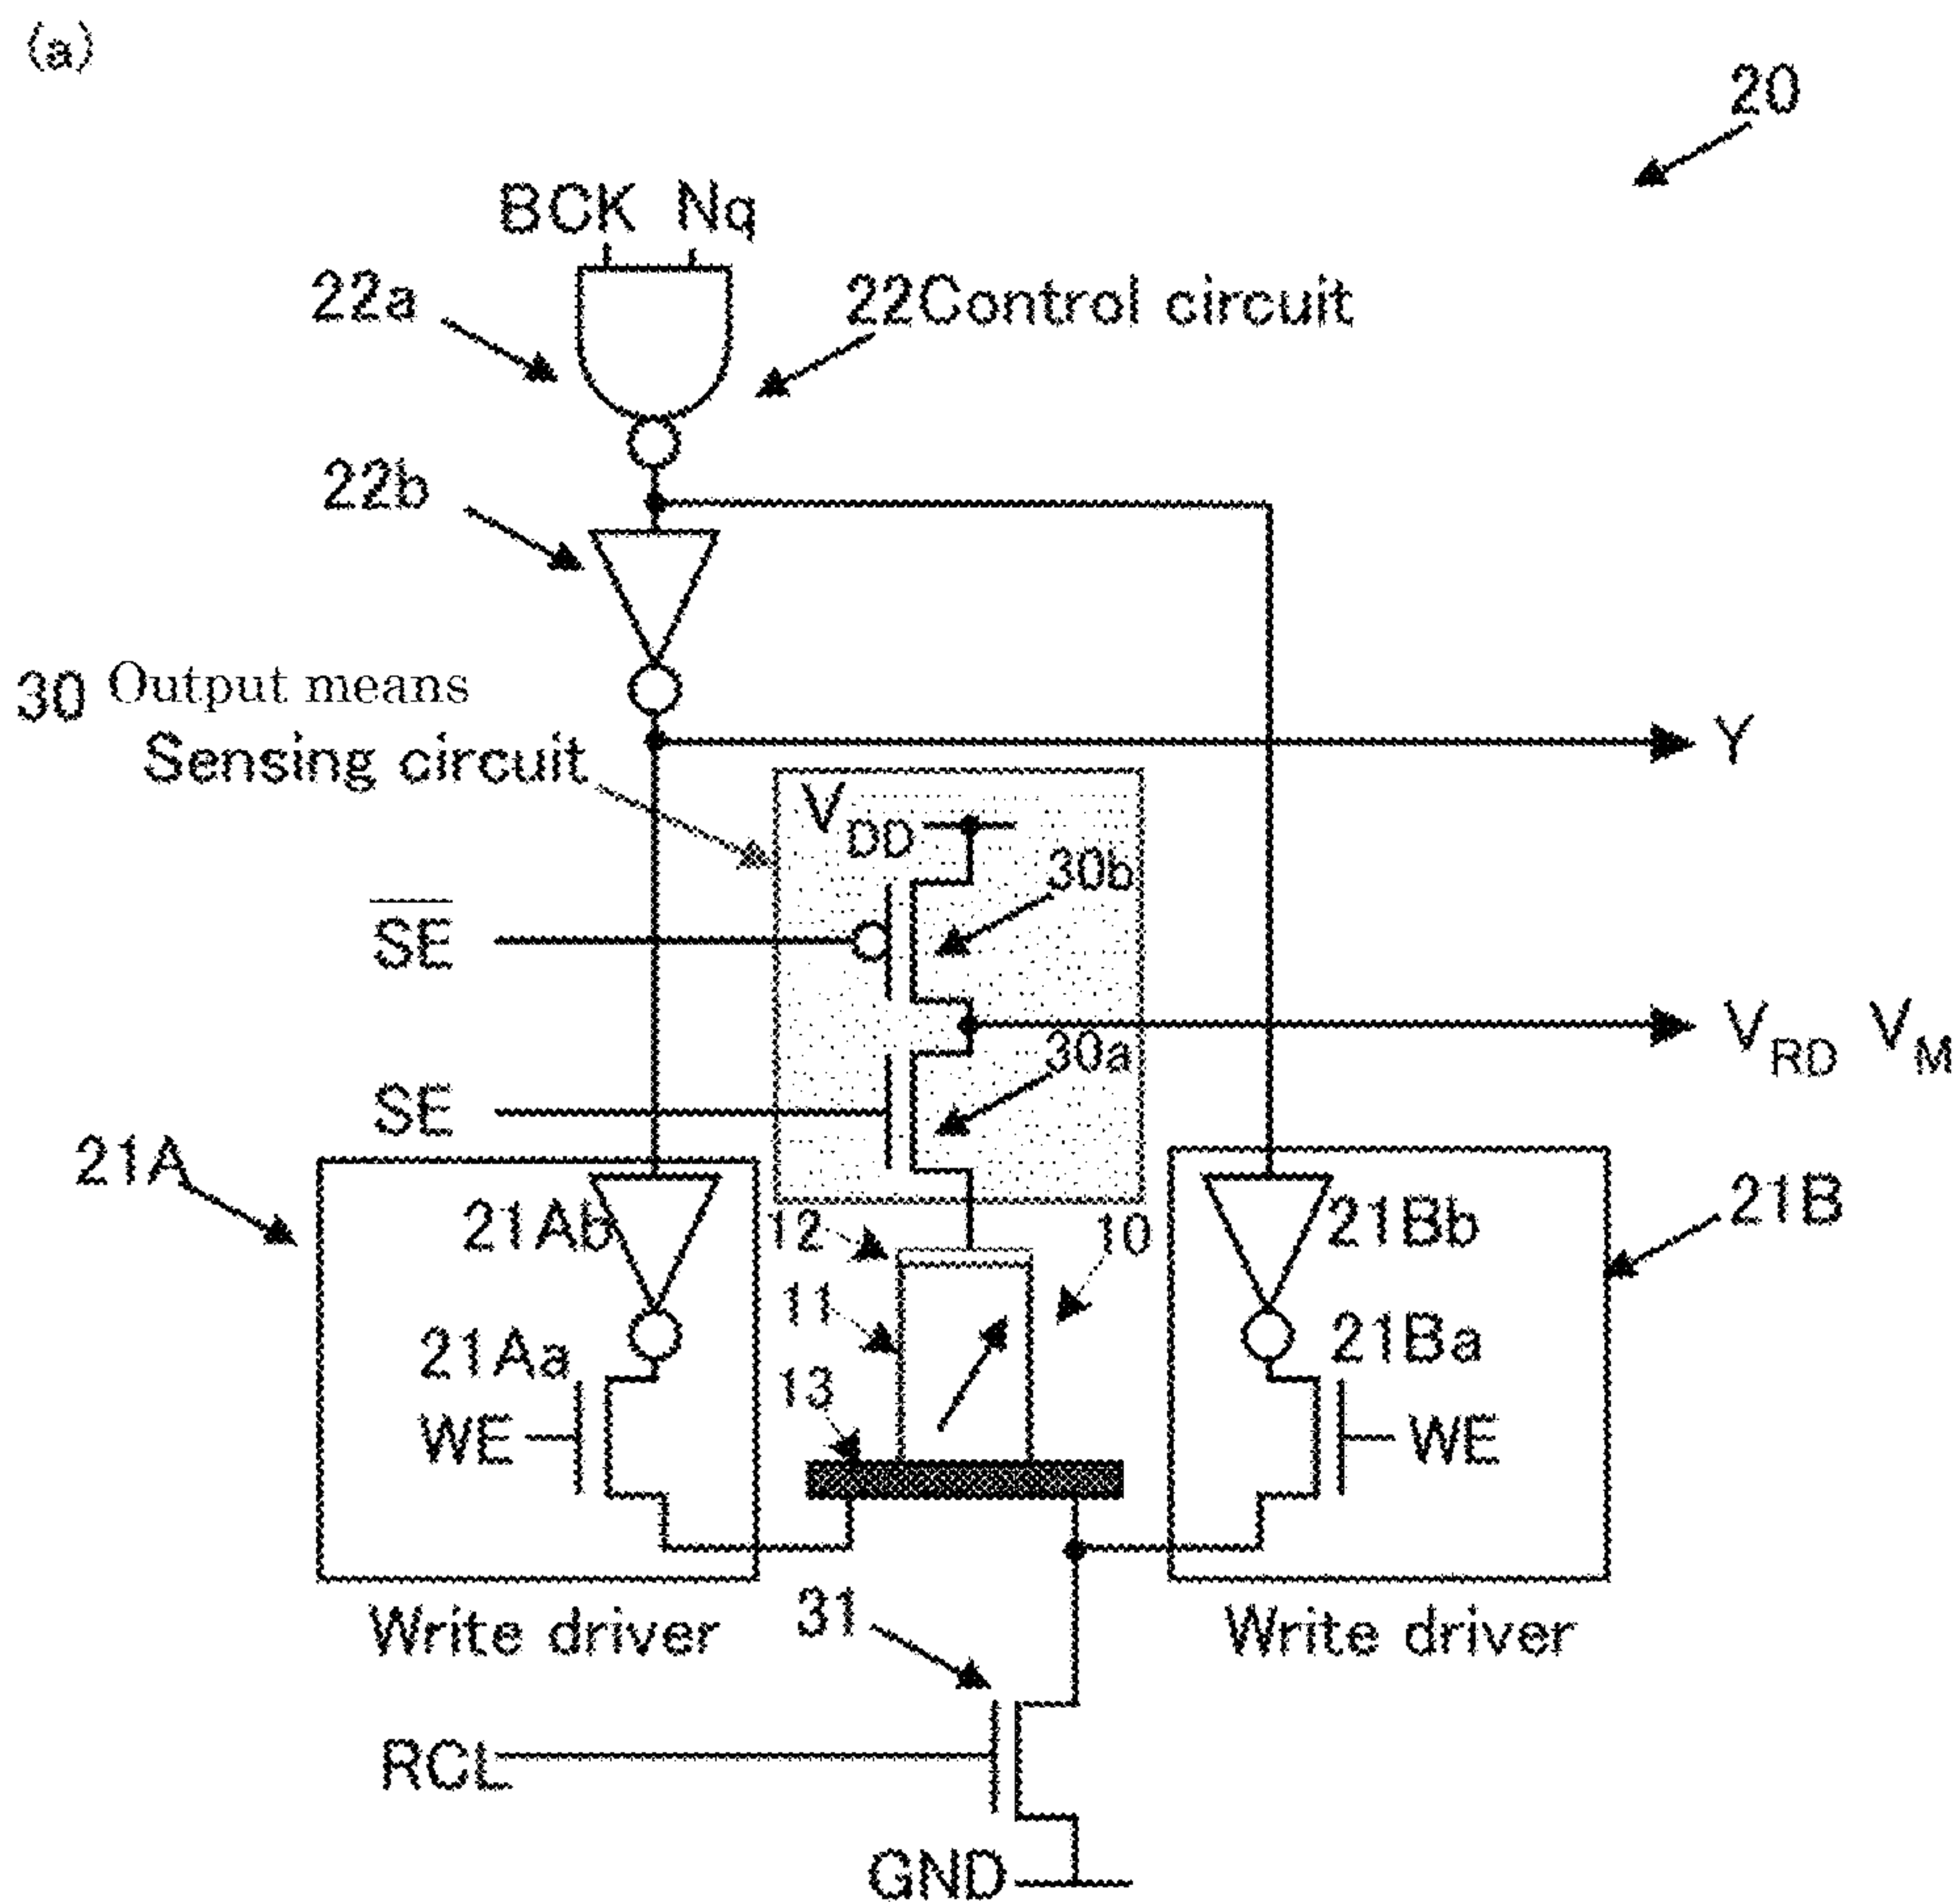 (a)
20
BCK Nq
22a
22Control circuit
22b
30 Output means
Sensing circuit
Y
VDD
30b
SE
VRD VM
30a
SE
21A
21Ab
12
10
21Bb
21B
11
21Aa
21Ba
13
WE
WE
Write driver
31
Write driver
RCL
GND